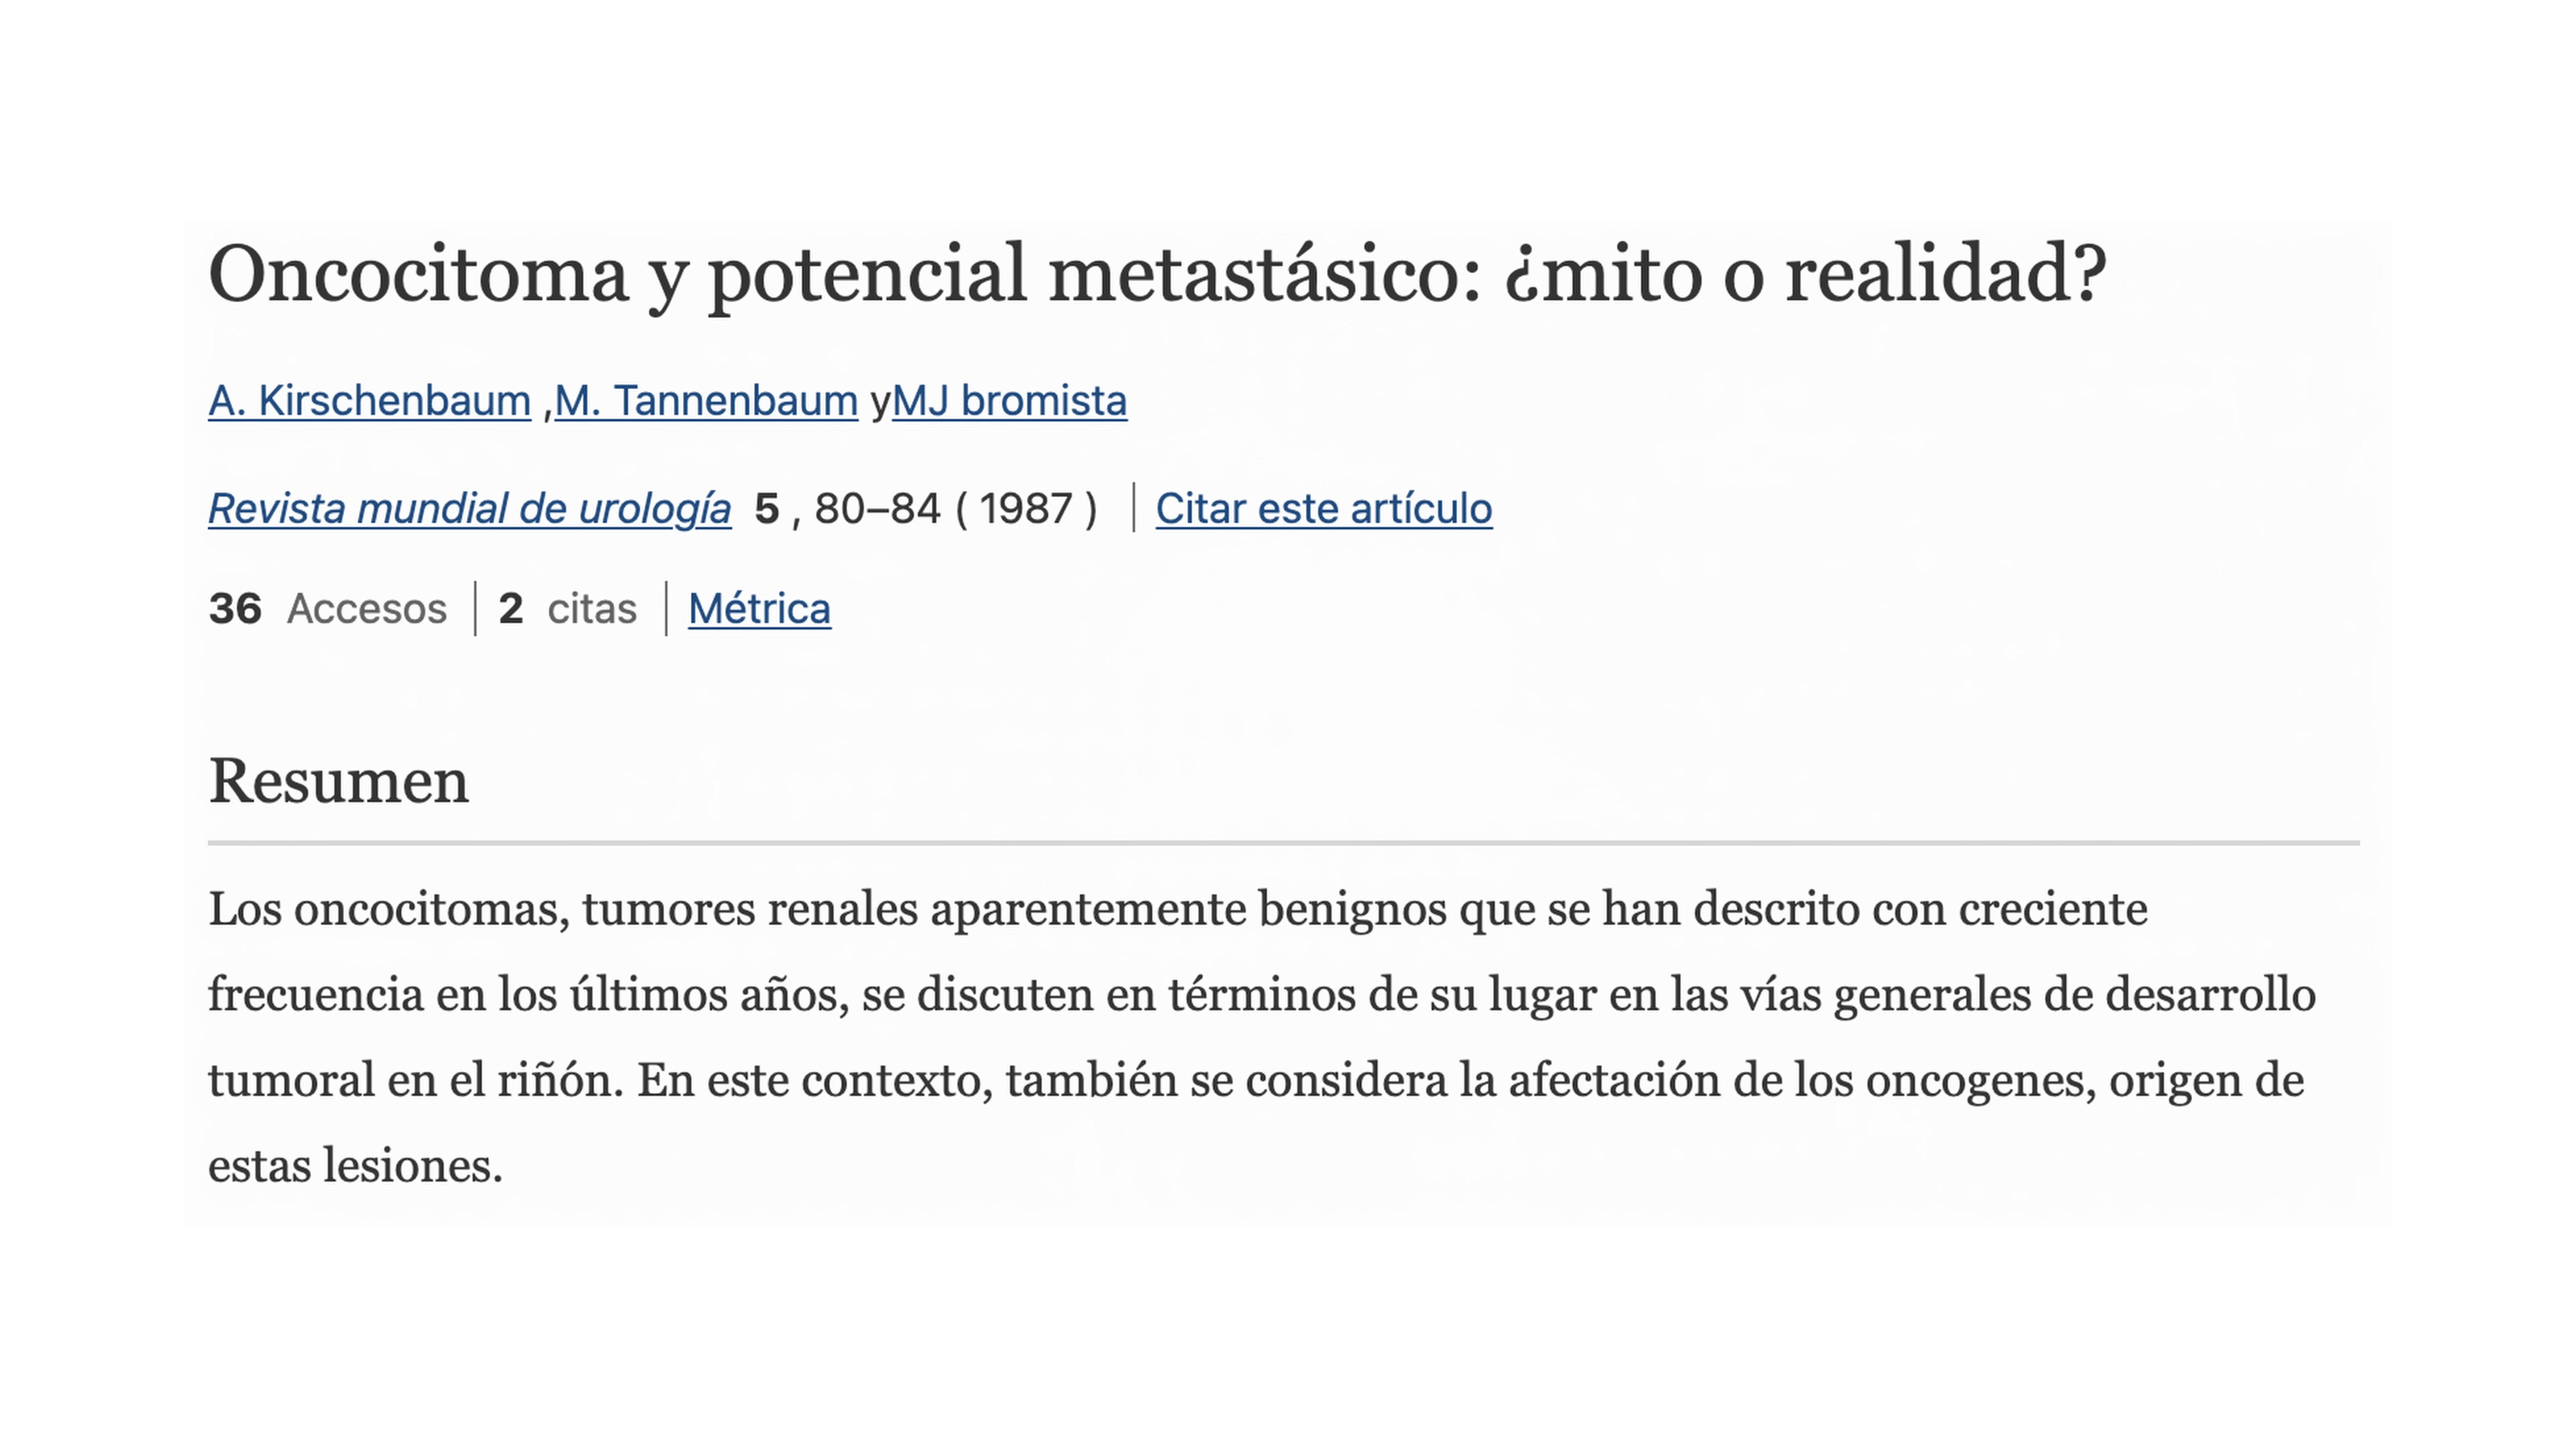 Oncocitoma y potencial metastásico: ¿mito o realidad?
A. Kirschenbaum ,M. Tannenbaum yMJ bromista
Revista mundial de urología 5 , 80–84 ( 1987 ) | Citar este artículo
36 Accesos | 2 citas | Métrica
Resumen
Los oncocitomas, tumores renales aparentemente benignos que se han descrito con creciente
frecuencia en los últimos años, se discuten en términos de su lugar en las vías generales de desarrollo
tumoral en el riñón. En este contexto, también se considera la afectación de los oncogenes, origen de
estas lesiones.